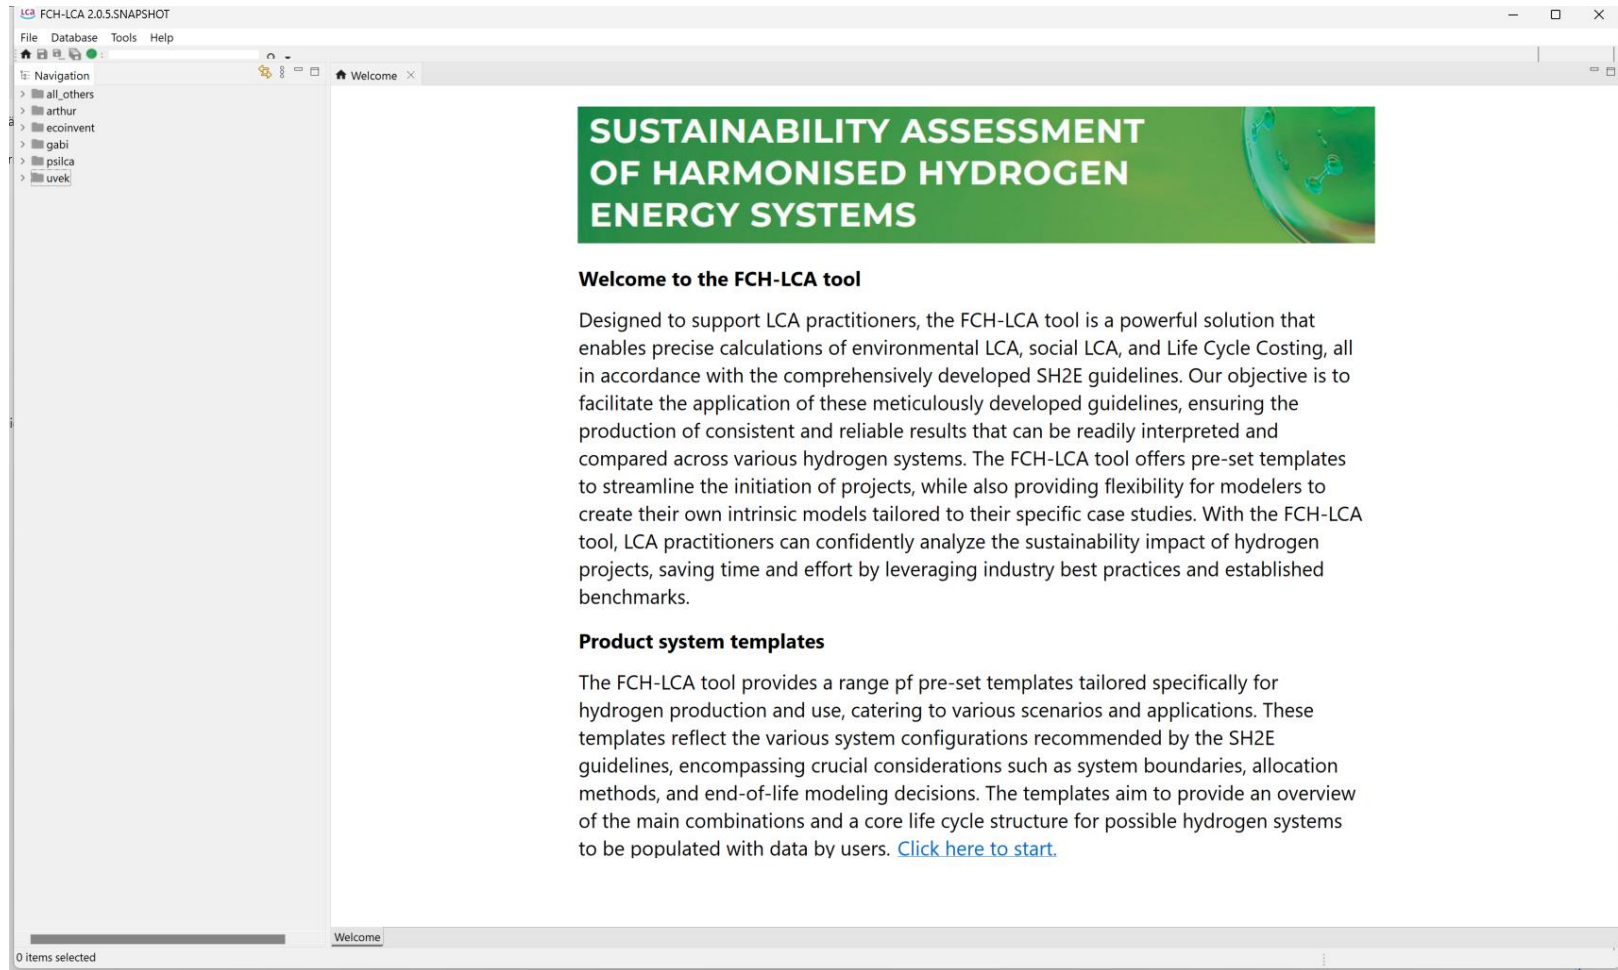 LCa FCH-LCA 2.0.5.SNAPSHOT
File Database Tools Help
Navigation
all_others
arthur
ecoinvent
gabi
psilca
uvek
Welcome
SUSTAINABILITY ASSESSMENT
OF HARMONISED HYDROGEN
ENERGY SYSTEMS
Welcome to the FCH-LCA tool
Designed to support LCA practitioners, the FCH-LCA tool is a powerful solution that
enables precise calculations of environmental LCA, social LCA, and Life Cycle Costing, all
in accordance with the comprehensively developed SH2E guidelines. Our objective is to
facilitate the application of these meticulously developed guidelines, ensuring the
production of consistent and reliable results that can be readily interpreted and
compared across various hydrogen systems. The FCH-LCA tool offers pre-set templates
to streamline the initiation of projects, while also providing flexibility for modelers to
create their own intrinsic models tailored to their specific case studies. With the FCH-LCA
tool, LCA practitioners can confidently analyze the sustainability impact of hydrogen
projects, saving time and effort by leveraging industry best practices and established
benchmarks.
Product system templates
The FCH-LCA tool provides a range pf pre-set templates tailored specifically for
hydrogen production and use, catering to various scenarios and applications. These
templates reflect the various system configurations recommended by the SH2E
guidelines, encompassing crucial considerations such as system boundaries, allocation
methods, and end-of-life modeling decisions. The templates aim to provide an overview
of the main combinations and a core life cycle structure for possible hydrogen systems
to be populated with data by users. Click here to start.
Welcome
0 items selected